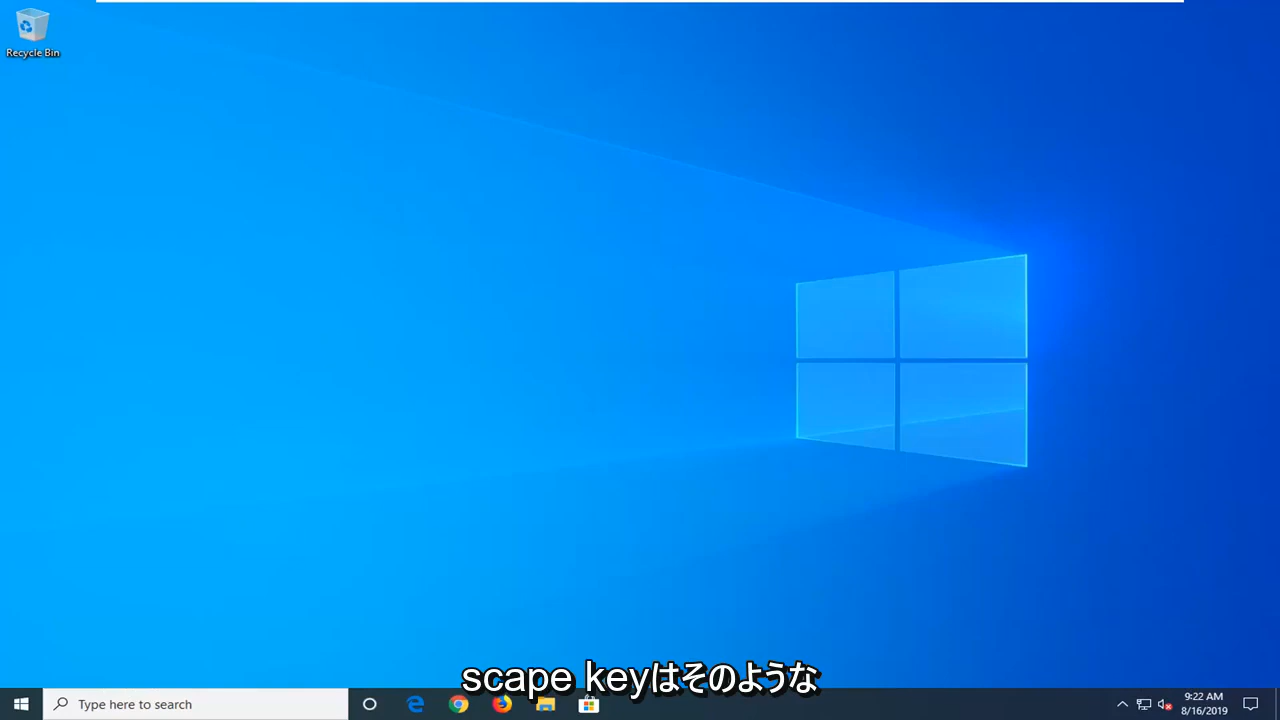 Recycle Bin
scape keyはそのような
Type here to search
9:22 AM
8/16/2019